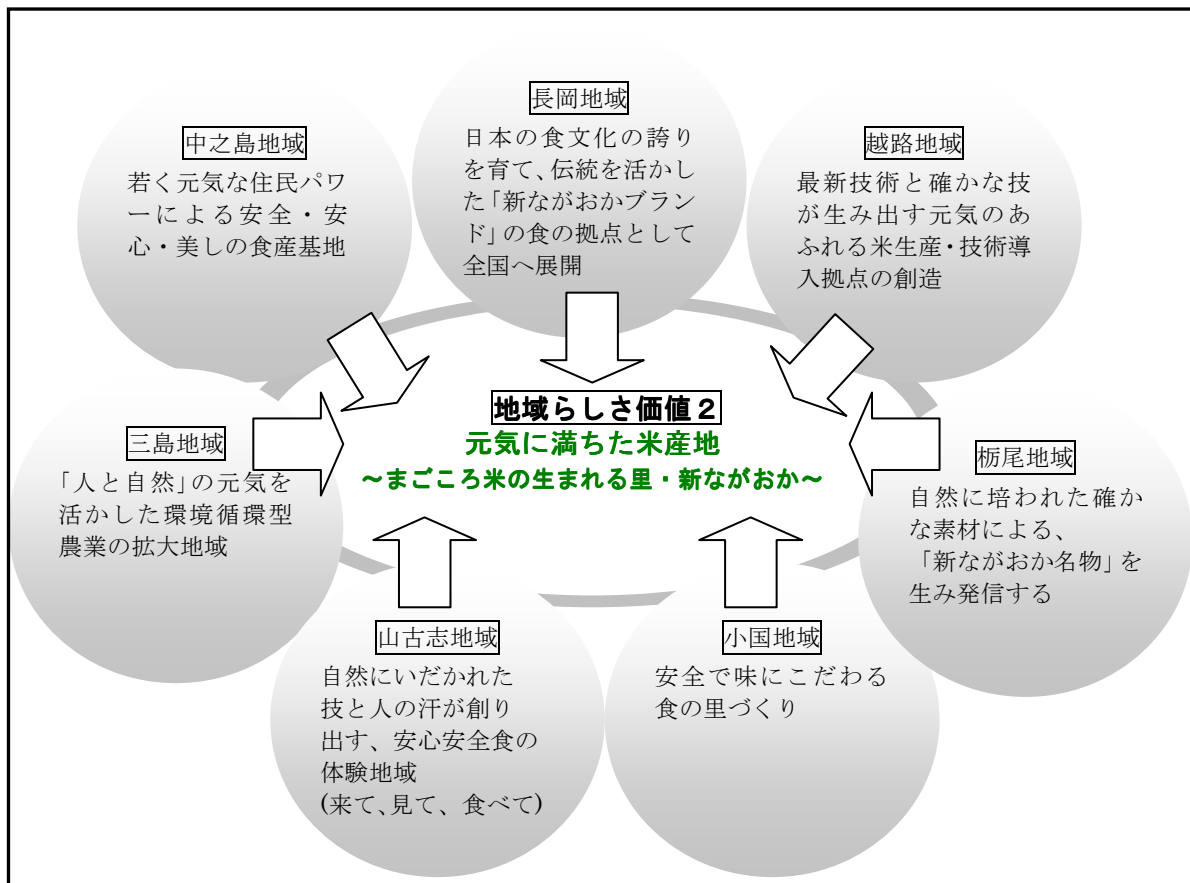 長岡地域
日本の食文化の誇り
を育て、伝統を活かし
た「新ながおかブラン
ド」の食の拠点として
全国へ展開
中之島地域
若く元気な住民パワ
ーによる安全・安
心・美しの食産基地
越路地域
最新技術と確かな技
が生み出す元気のあ
ふれる米生産・技術導
入拠点の創造
地域らしさ価値2
元気に満ちた米産地
～まごころ米の生まれる里・新ながおか～
三島地域
「人と自然」の元気を
活かした環境循環型
農業の拡大地域
栃尾地域
自然に培われた確か
な素材による、
「新ながおか名物」を
生み発信する
山古志地域
自然にいだかれた
技と人の汗が創り
出す、安心安全食の
体験地域
(来て、見て、食べて)
小国地域
安全で味にこだわる
食の里づくり